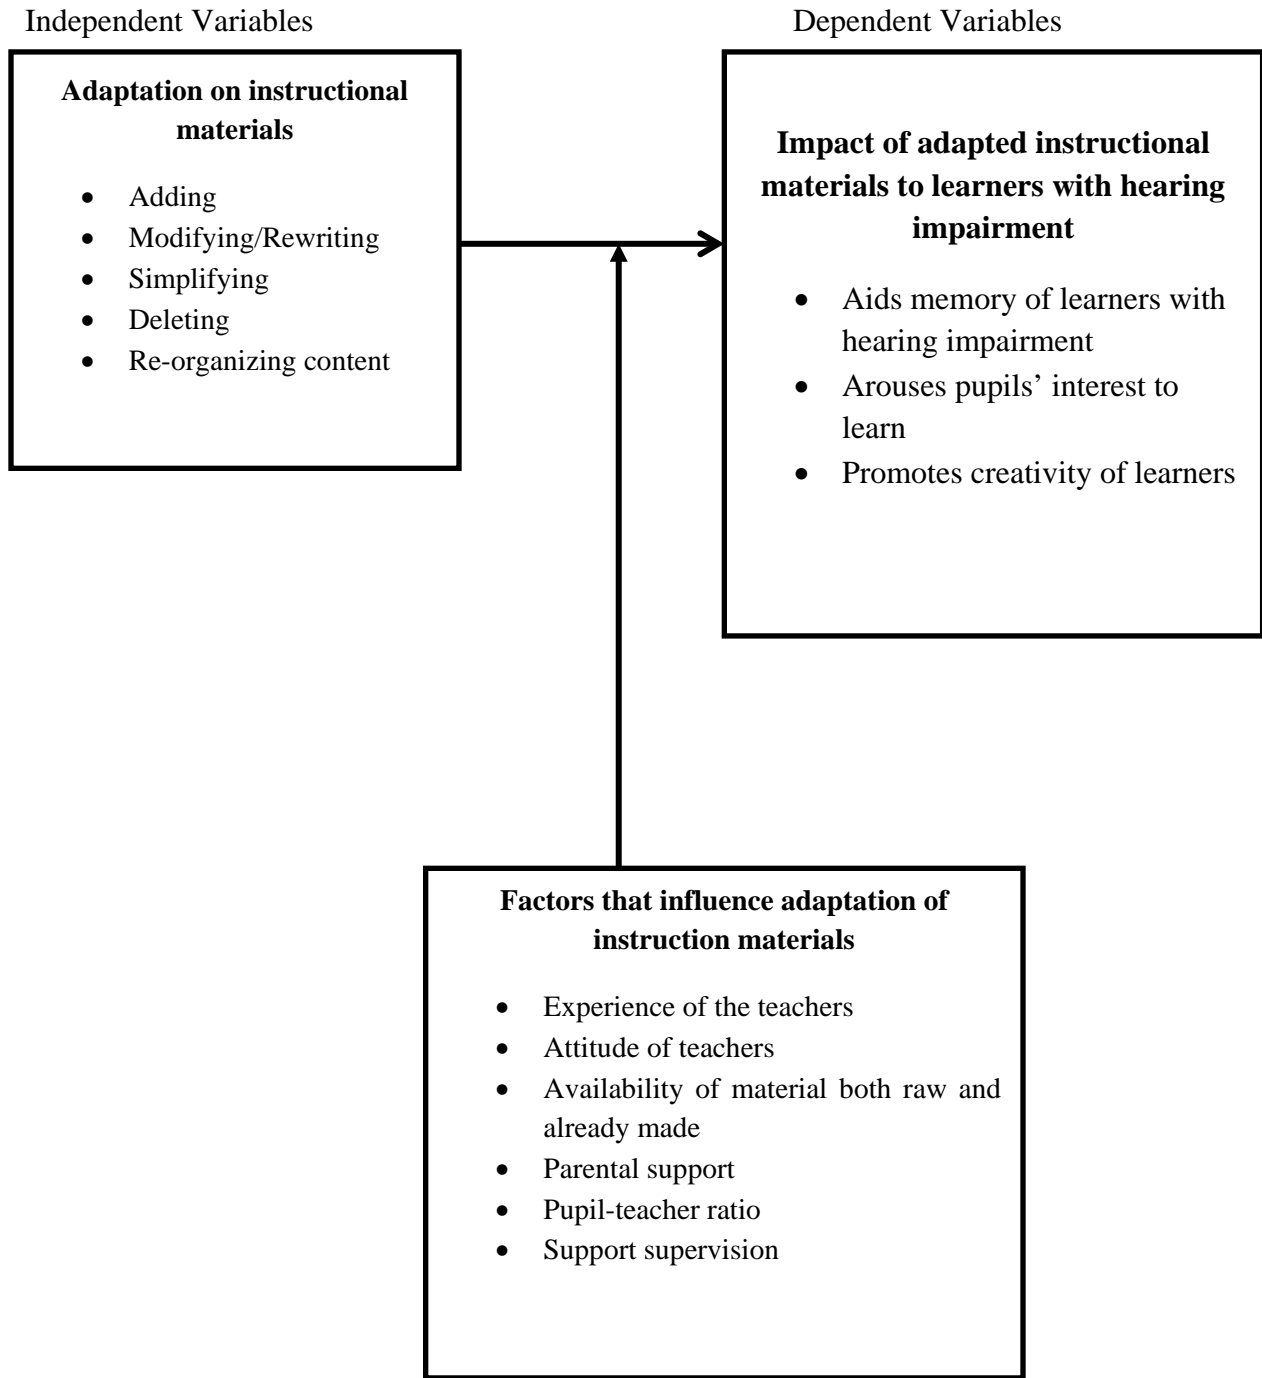 Independent Variables
Dependent Variables
Adaptation on instructional
materials
• Adding
• Modifying/Rewriting
• Simplifying
• Deleting
• Re-organizing content
Impact of adapted instructional
materials to learners with hearing
impairment
• Aids memory of learners with
hearing impairment
• Arouses pupils’ interest to
learn
• Promotes creativity of learners
Factors that influence adaptation of
instruction materials
• Experience of the teachers
• Attitude of teachers
• Availability of material both raw and
already made
• Parental support
• Pupil-teacher ratio
• Support supervision